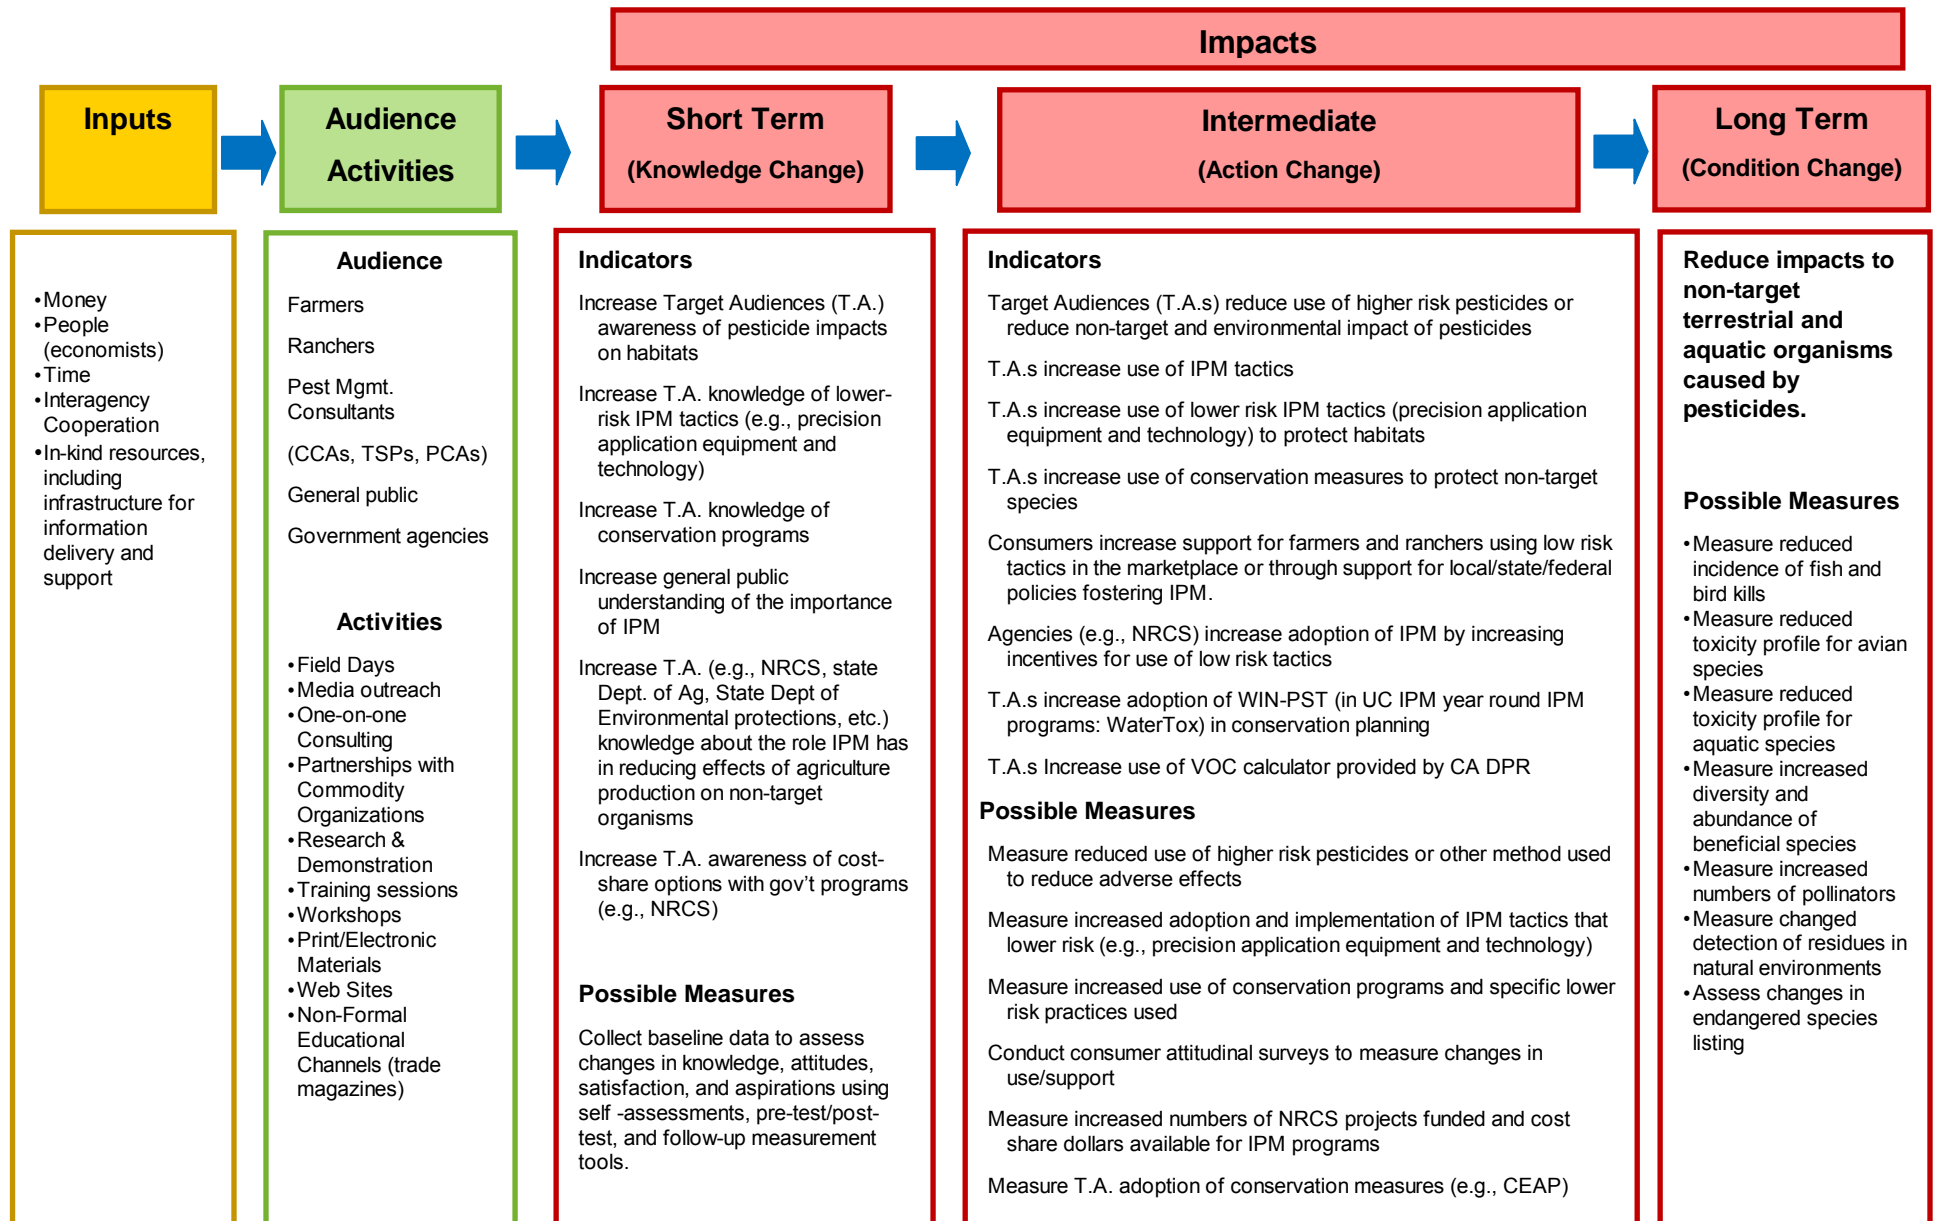 Impacts
Inputs
Audience
Activities
Short Term
(Knowledge Change)
Intermediate
(Action Change)
Long Term
(Condition Change)
•Money
•People
(economists)
•Time
•Interagency
Cooperation
•In-kind resources,
including
infrastructure for
information
delivery and
support
Audience
Farmers
Ranchers
Pest Mgmt.
Consultants
(CCAs, TSPs, PCAs)
General public
Government agencies
Activities
•Field Days
•Media outreach
•One-on-one
Consulting
•Partnerships with
Commodity
Organizations
•Research &
Demonstration
•Training sessions
•Workshops
•Print/Electronic
Materials
•Web Sites
•Non-Formal
Educational
Channels (trade
magazines)
Indicators
Increase Target Audiences (T.A.)
awareness of pesticide impacts
on habitats
Increase T.A. knowledge of lower-
risk IPM tactics (e.g., precision
application equipment and
technology)
Increase T.A. knowledge of
conservation programs
Increase general public
understanding of the importance
of IPM
Increase T.A. (e.g., NRCS, state
Dept. of Ag, State Dept of
Environmental protections, etc.)
knowledge about the role IPM has
in reducing effects of agriculture
production on non-target
organisms
Increase T.A. awareness of cost-
share options with gov't programs
(e.g., NRCS)
Possible Measures
Collect baseline data to assess
changes in knowledge, attitudes,
satisfaction, and aspirations using
self -assessments, pre-test/post-
test, and follow-up measurement
tools.
Indicators
Target Audiences (T.A.s) reduce use of higher risk pesticides or
reduce non-target and environmental impact of pesticides
T.A.s increase use of IPM tactics
T.A.s increase use of lower risk IPM tactics (precision application
equipment and technology) to protect habitats
T.A.s increase use of conservation measures to protect non-target
species
Consumers increase support for farmers and ranchers using low risk
tactics in the marketplace or through support for local/state/federal
policies fostering IPM.
Agencies (e.g., NRCS) increase adoption of IPM by increasing
incentives for use of low risk tactics
T.A.s increase adoption of WIN-PST (in UC IPM year round IPM
programs: WaterTox) in conservation planning
T.A.s Increase use of VOC calculator provided by CA DPR
Possible Measures
Measure reduced use of higher risk pesticides or other method used
to reduce adverse effects
Measure increased adoption and implementation of IPM tactics that
lower risk (e.g., precision application equipment and technology)
Measure increased use of conservation programs and specific lower
risk practices used
Conduct consumer attitudinal surveys to measure changes in
use/support
Measure increased numbers of NRCS projects funded and cost
share dollars available for IPM programs
Measure T.A. adoption of conservation measures (e.g., CEAP)
Reduce impacts to
non-target
terrestrial and
aquatic organisms
caused by
pesticides.
Possible Measures
•Measure reduced
incidence of fish and
bird kills
•Measure reduced
toxicity profile for avian
species
•Measure reduced
toxicity profile for
aquatic species
•Measure increased
diversity and
abundance of
beneficial species
•Measure increased
numbers of pollinators
•Measure changed
detection of residues in
natural environments
•Assess changes in
endangered species
listing